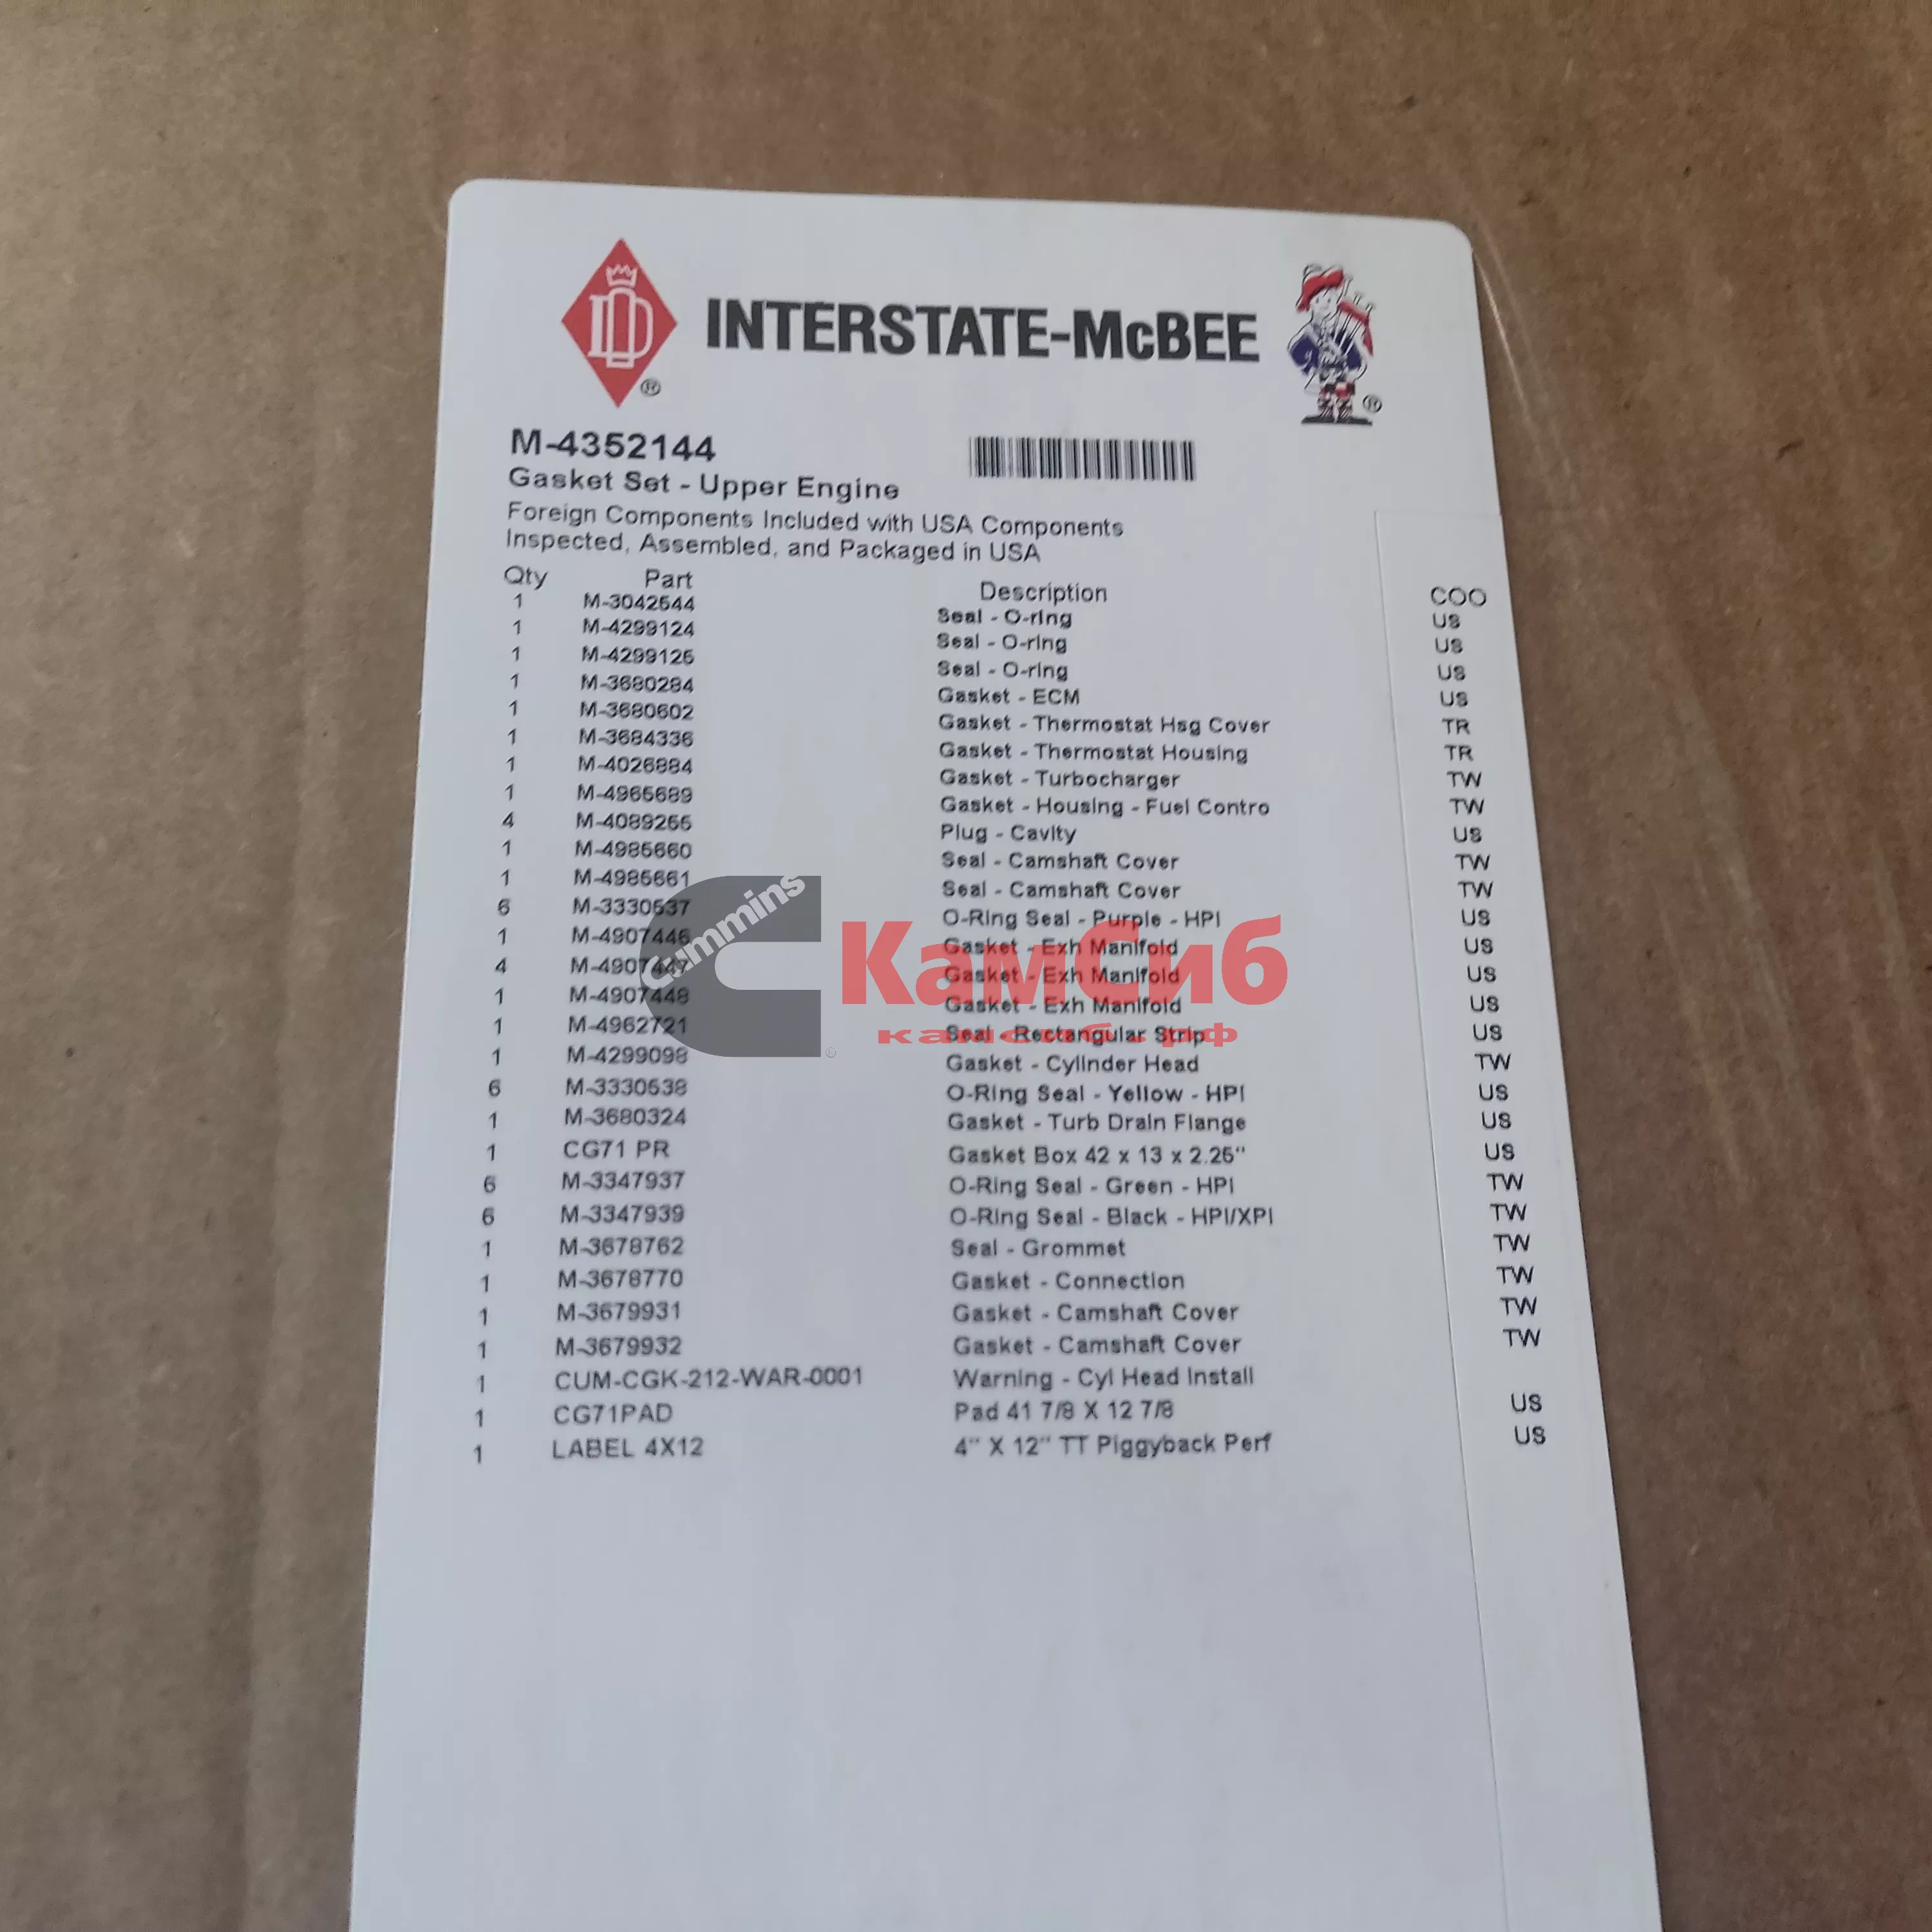 INTERSTATE-McBEE
M-4352144
Gasket Set - Upper Engine
Foreign Components Included with USA Components
Inspected, Assembled, and Packaged in USA
Qty Part Description COO
1 M-3042544 Seal - O-ring US
1 M-4299124 Seal - O-ring US
1 M-4299125 Seal - O-ring US
1 M-3680284 Gasket - ECM US
1 M-3680602 Gasket - Thermostat Hsg Cover TR
1 M-3684336 Gasket - Thermostat Housing TR
1 M-4026884 Gasket - Turbocharger TW
1 M-4965689 Gasket - Housing - Fuel Contro TW
4 M-4089255 Plug - Cavity US
1 M-4985660 Seal - Camshaft Cover TW
1 M-4985661 Seal - Camshaft Cover TW
6 M-3330537 O-Ring Seal - Purple - HPI US
1 M-4907446 Gasket - Exh Manifold US
4 M-4907447 Gasket - Exh Manifold US
1 M-4907448 Gasket - Exh Manifold US
1 M-4962721 Seal - Rectangular Strip US
1 M-4299098 Gasket - Cylinder Head TW
6 M-3330538 O-Ring Seal - Yellow - HPI US
1 M-3680324 Gasket - Turb Drain Flange US
1 CG71 PR Gasket Box 42 x 13 x 2.25" US
6 M-3347937 O-Ring Seal - Green - HPI TW
6 M-3347939 O-Ring Seal - Black - HPI/XPI TW
1 M-3678762 Seal - Grommet TW
1 M-3678770 Gasket - Connection TW
1 M-3679931 Gasket - Camshaft Cover TW
1 M-3679932 Gasket - Camshaft Cover TW
1 CUM-CGK-212-WAR-0001 Warning - Cyl Head Install
1 CG71PAD Pad 41 7/8 X 12 7/8 US
1 LABEL 4X12 4" X 12" TT Piggyback Perf US
Cummins
КамСиб
камсиб.рф